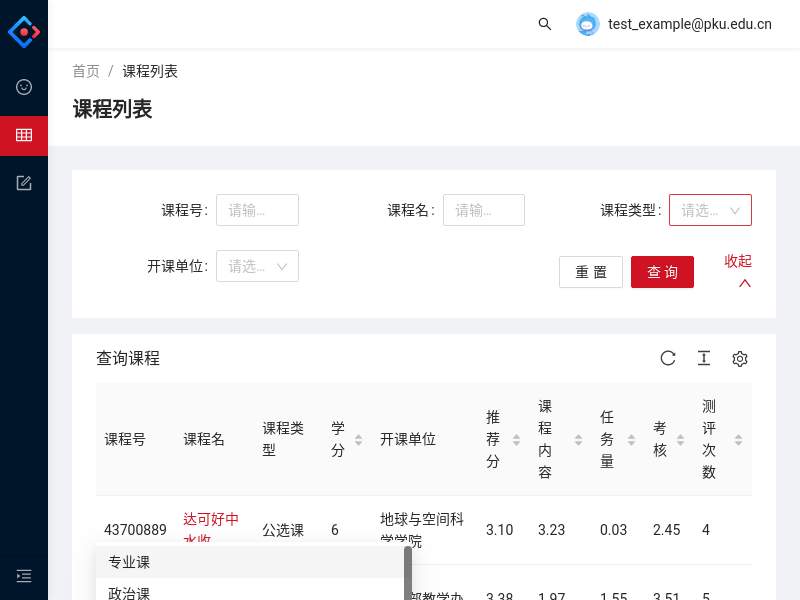 test_example@pku.edu.cn
首页 / 课程列表
课程列表
课程号: 请输... 课程名: 请输... 课程类型: 请选...
开课单位: 请选... 重 置 查 询 收起
查询课程
课程号 课程名 课程类型 学分 开课单位 推荐分 课程内容 任务量 考核 测评次数
43700889 达可好中水收 公选课 6 地球与空间科学学院 3.10 3.23 0.03 2.45 4
专业课
政治课
部教学办 3.38 1.97 1.55 3.51 5